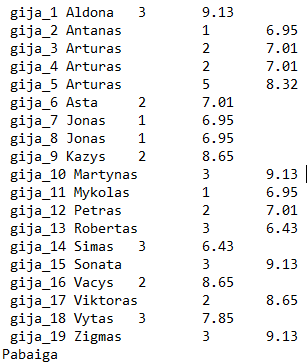 gija_1 Aldona 3 9.13
gija_2 Antanas 1 6.95
gija_3 Arturas 2 7.01
gija_4 Arturas 2 7.01
gija_5 Arturas 5 8.32
gija_6 Asta 2 7.01
gija_7 Jonas 1 6.95
gija_8 Jonas 1 6.95
gija_9 Kazys 2 8.65
gija_10 Martynas 3 9.13
gija_11 Mykolas 1 6.95
gija_12 Petras 2 7.01
gija_13 Robertas 3 6.43
gija_14 Simas 3 6.43
gija_15 Sonata 3 9.13
gija_16 Vacys 2 8.65
gija_17 Viktoras 2 8.65
gija_18 Vytas 3 7.85
gija_19 Zigmas 3 9.13
Pabaiga